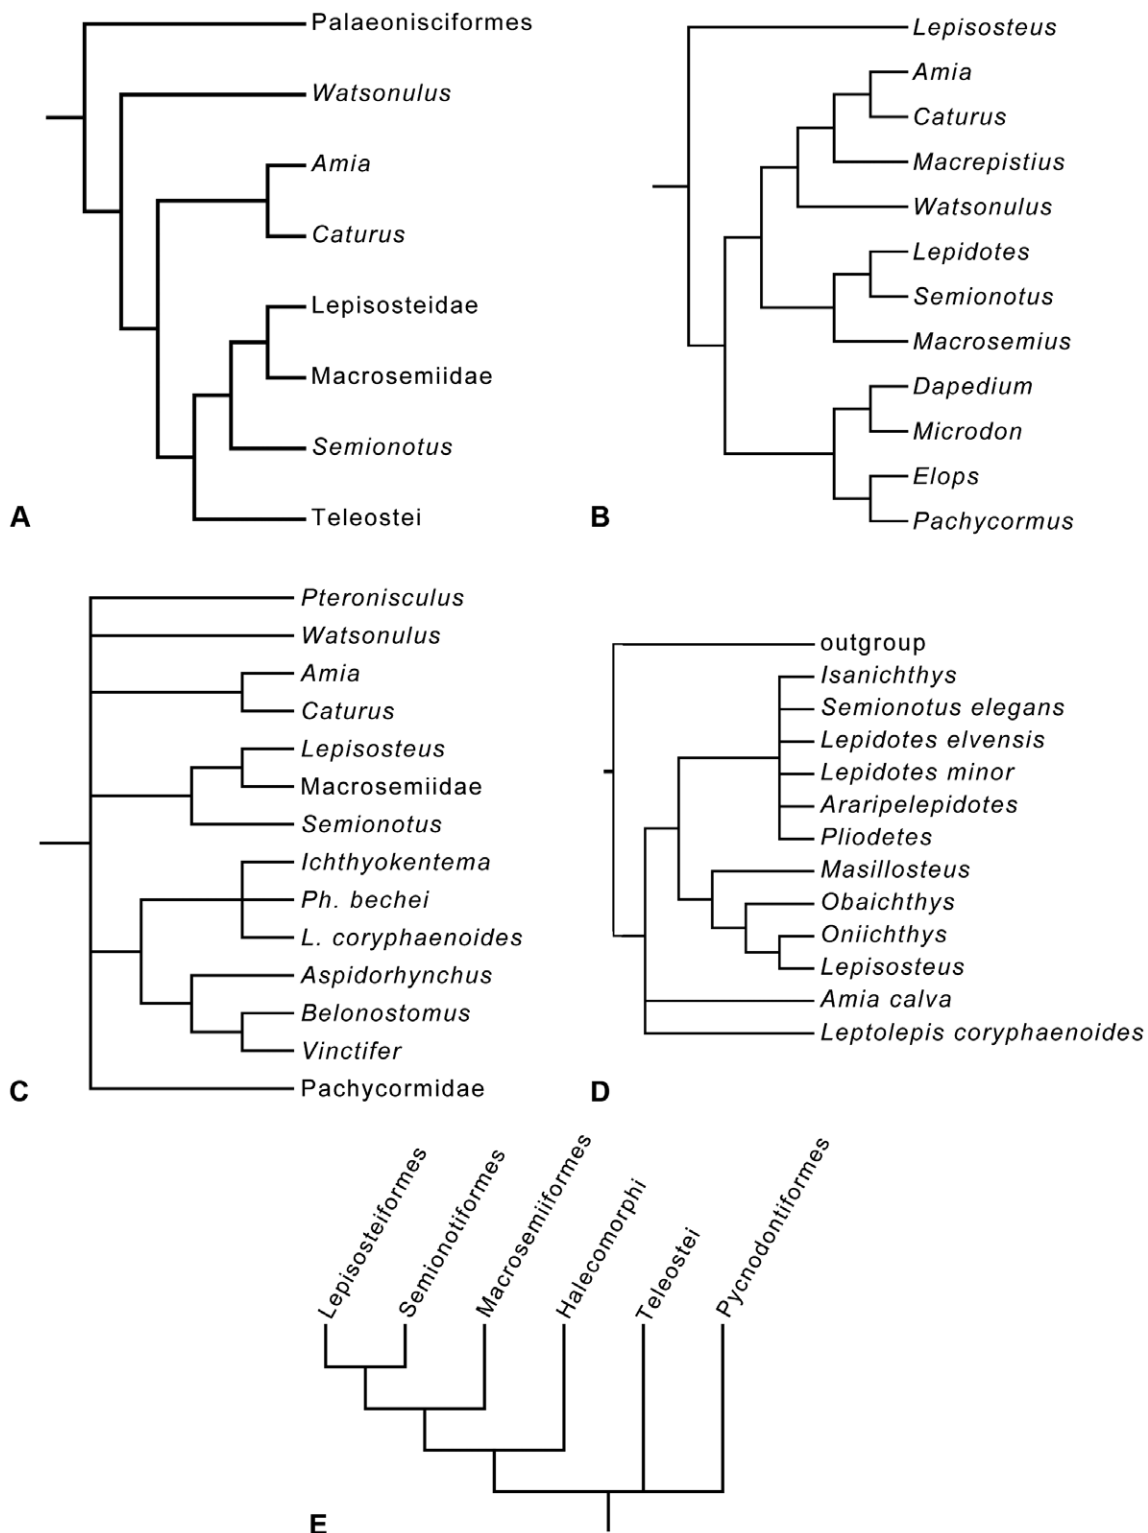 Palaeonisciformes
Watsonulus
Amia
Caturus
Lepisosteidae
Macrosemiidae
Semionotus
Teleostei
A
Lepisosteus
Amia
Caturus
Macrepistius
Watsonulus
Lepidotes
Semionotus
Macrosemius
Dapedium
Microdon
Elops
Pachycormus
B
Pteronisculus
Watsonulus
Amia
Caturus
Lepisosteus
Macrosemiidae
Semionotus
Ichthyokentema
Ph. bechei
L. coryphaenoides
Aspidorhynchus
Belonostomus
Vinctifer
Pachycormidae
C
outgroup
Isanichthys
Semionotus elegans
Lepidotes elvensis
Lepidotes minor
Araripelepidotes
Pliodetes
Masillosteus
Obaichthys
Oniichthys
Lepisosteus
Amia calva
Leptolepis coryphaenoides
D
Lepisosteiformes
Semionotiformes
Macrosemiiformes
Halecomorphi
Teleostei
Pycnodontiformes
E